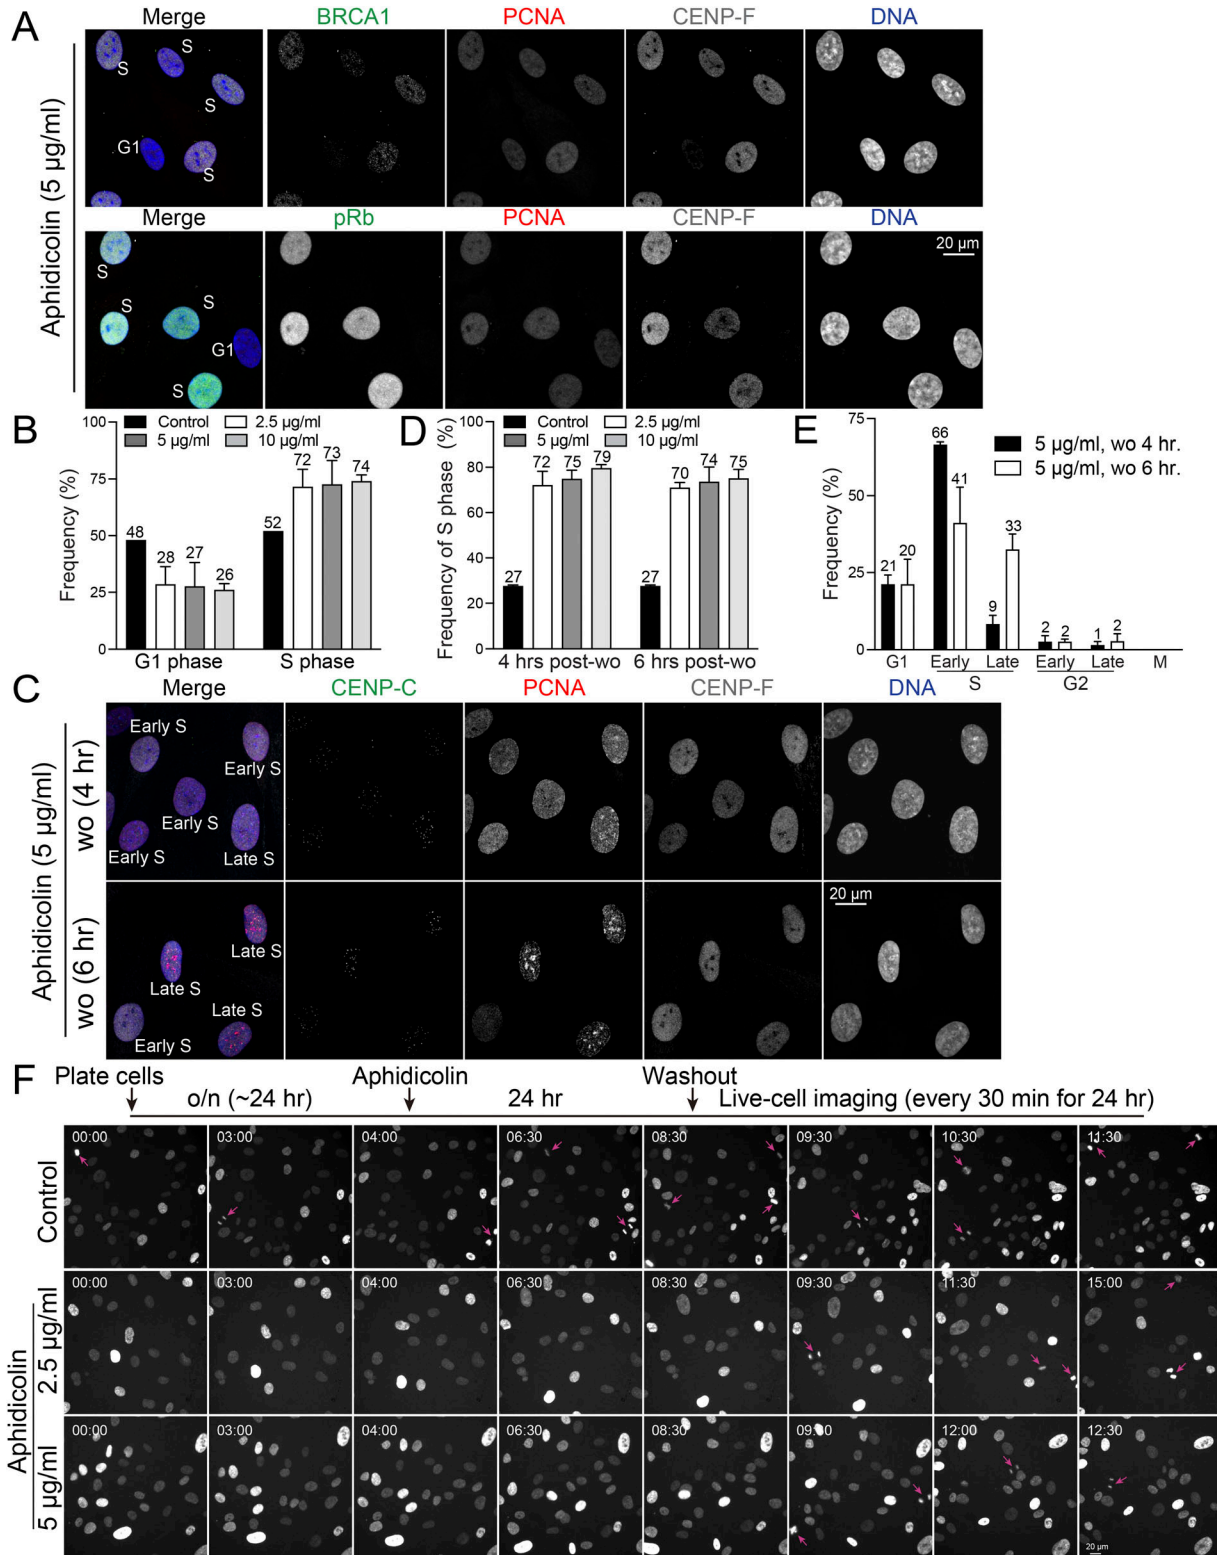 A
Aphidicolin (5 µg/ml)
Merge BRCA1 PCNA CENP-F DNA
S
S
S
G1
S
Merge pRb PCNA CENP-F DNA
20 µm
S
S
S
G1
S
B
Control 2.5 µg/ml
5 µg/ml 10 µg/ml
Frequency (%)
100
75
50
25
0
48 28 27 26 52 72 73 74
G1 phase S phase
D
Control 2.5 µg/ml
5 µg/ml 10 µg/ml
Frequency of S phase (%)
100
80
60
40
20
0
27 72 75 79 27 70 74 75
4 hrs post-wo 6 hrs post-wo
E
5 µg/ml, wo 4 hr.
5 µg/ml, wo 6 hr.
Frequency (%)
75
50
25
0
21 20 66 41 9 33 2 2 1 2
G1 Early Late Early Late M
S G2
C
Aphidicolin (5 µg/ml)
wo (4 hr)
wo (6 hr)
Merge CENP-C PCNA CENP-F DNA
Early S
Early S
Early S
Early S Late S
20 µm
Late S
Late S
Late S
Early S
F
Plate cells Aphidicolin Washout
o/n (~24 hr) 24 hr Live-cell imaging (every 30 min for 24 hr)
Control
00:00 03:00 04:00 06:30 08:30 09:30 10:30 11:30
Aphidicolin
2.5 µg/ml
00:00 03:00 04:00 06:30 08:30 09:30 11:30 15:00
5 µg/ml
00:00 03:00 04:00 06:30 08:30 09:30 12:00 12:30
20 µm